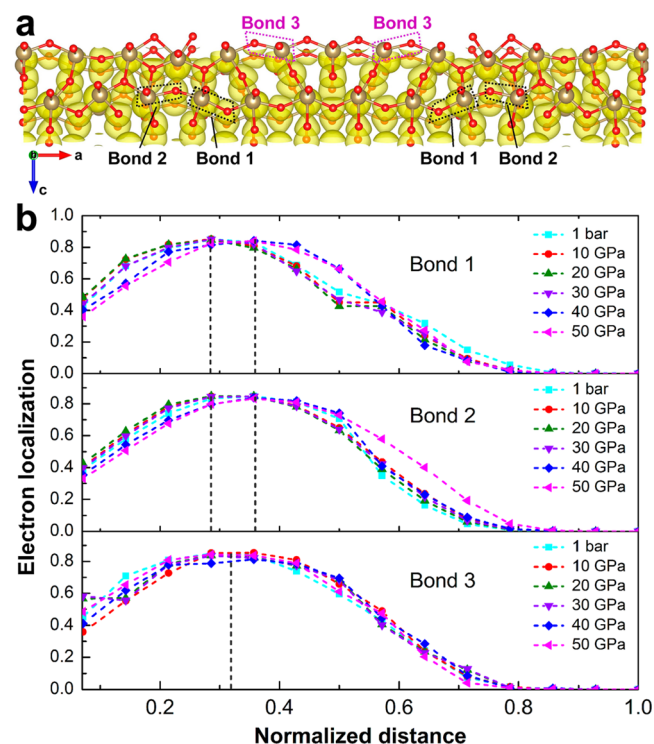 a
Bond 3
Bond 3
Bond 2
Bond 1
Bond 1
Bond 2
b
a
c
b
Electron localization
1.0
0.8
0.6
0.4
0.2
0.0
Bond 1
1 bar
10 GPa
20 GPa
30 GPa
40 GPa
50 GPa
0.8
0.6
0.4
0.2
0.0
Bond 2
1 bar
10 GPa
20 GPa
30 GPa
40 GPa
50 GPa
0.8
0.6
0.4
0.2
0.0
Bond 3
1 bar
10 GPa
20 GPa
30 GPa
40 GPa
50 GPa
0.2 0.4 0.6 0.8 1.0
Normalized distance